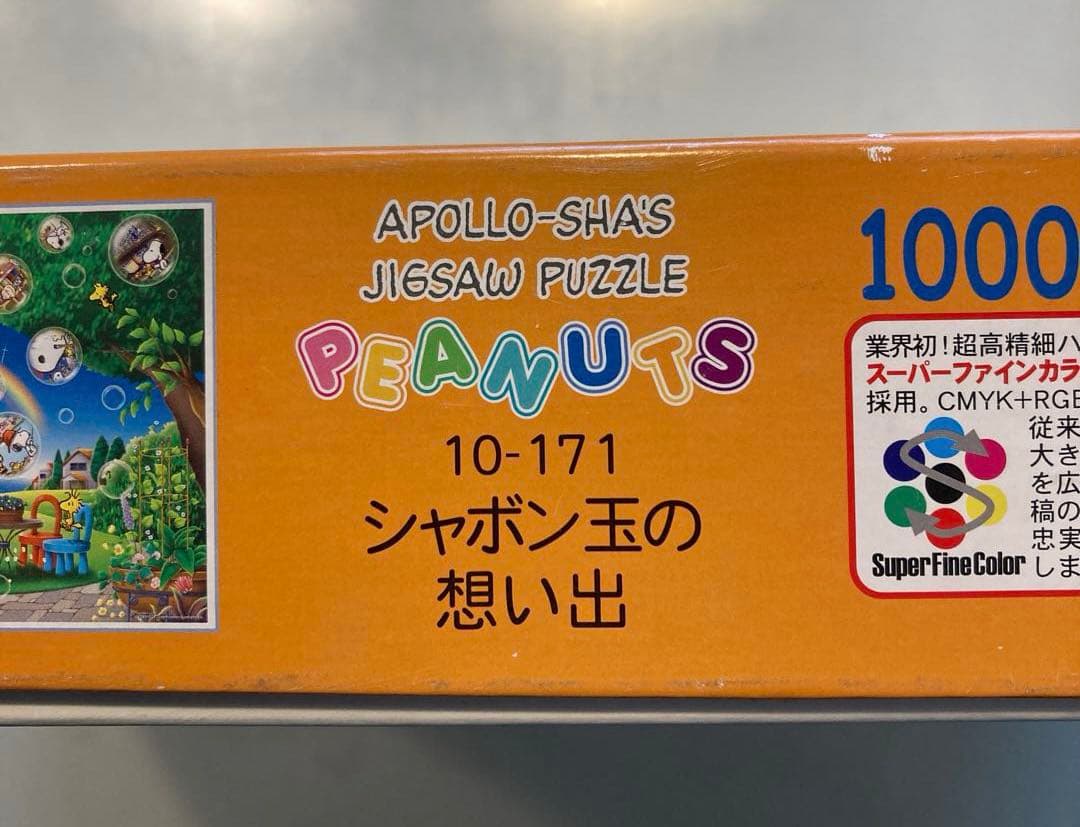 APOLLO-SHA'S
JIGSAW PUZZLE
PEANUTS
10-171
シャボン玉の
想い出
1000
業界初!超高精細ハ
スーパーファインカラ
採用。CMYK+RGB
従来
大き
を広
稿の
忠実
しま
SuperFineColor